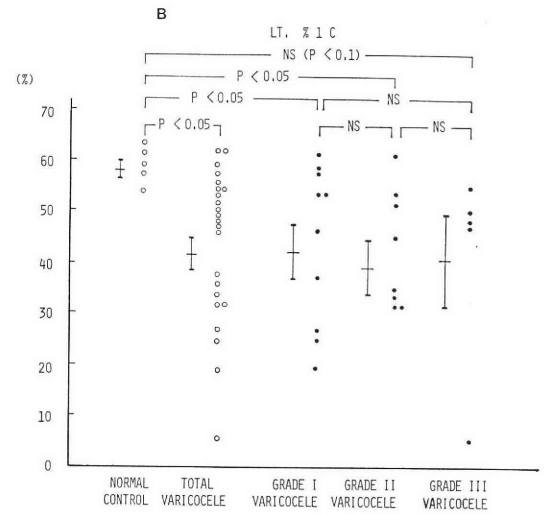 B
LT. % 1 C
NS (P < 0.1)
P < 0.05
P < 0.05 NS
P < 0.05 NS NS
(%)
70
60
50
40
30
20
10
0
NORMAL CONTROL
TOTAL VARICOCELE
GRADE I VARICOCELE
GRADE II VARICOCELE
GRADE III VARICOCELE